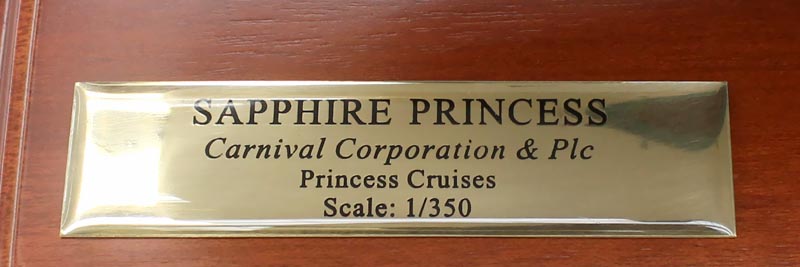 SAPPHIRE PRINCESS
Carnival Corporation & Plc
Princess Cruises
Scale: 1/350